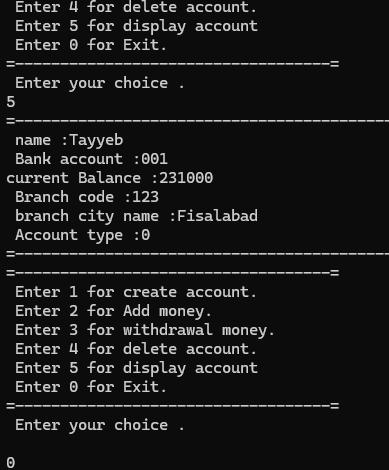 Enter 4 for delete account.
Enter 5 for display account
Enter 0 for Exit.
=-----------------------------------=
Enter your choice .
5
=------------------------------------------
name :Tayyeb
Bank account :001
current Balance :231000
Branch code :123
branch city name :Fisalabad
Account type :0
=------------------------------------------
=-----------------------------------=
Enter 1 for create account.
Enter 2 for Add money.
Enter 3 for withdrawal money.
Enter 4 for delete account.
Enter 5 for display account
Enter 0 for Exit.
=-----------------------------------=
Enter your choice .
0